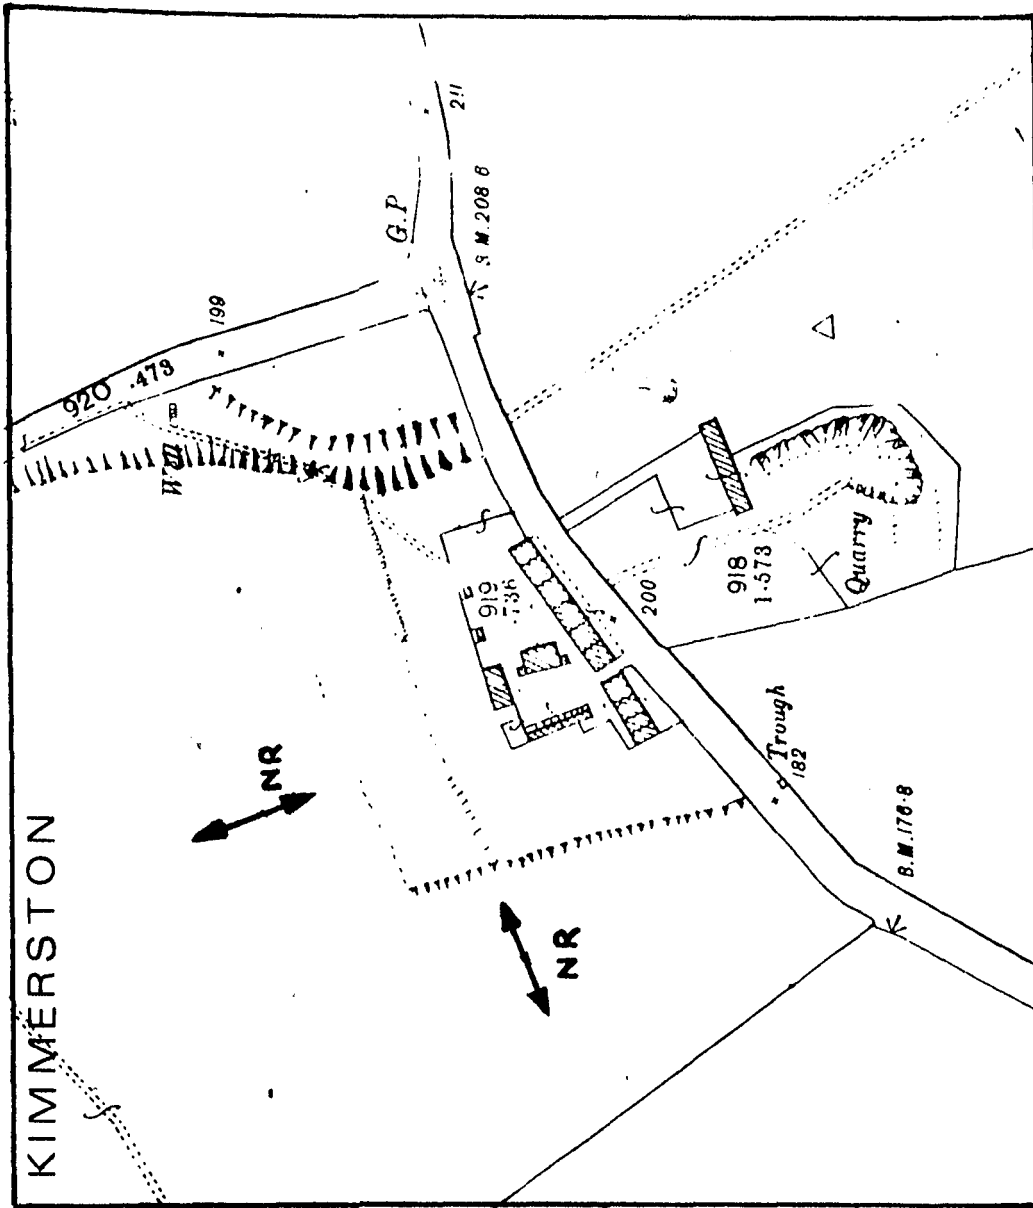 KIMMERSTON
920
.473
199
211
G.P
B.M.208 6
Well
919
.736
NR
NR
200
918
1.573
Quarry
Trough
182
B.M.176.8